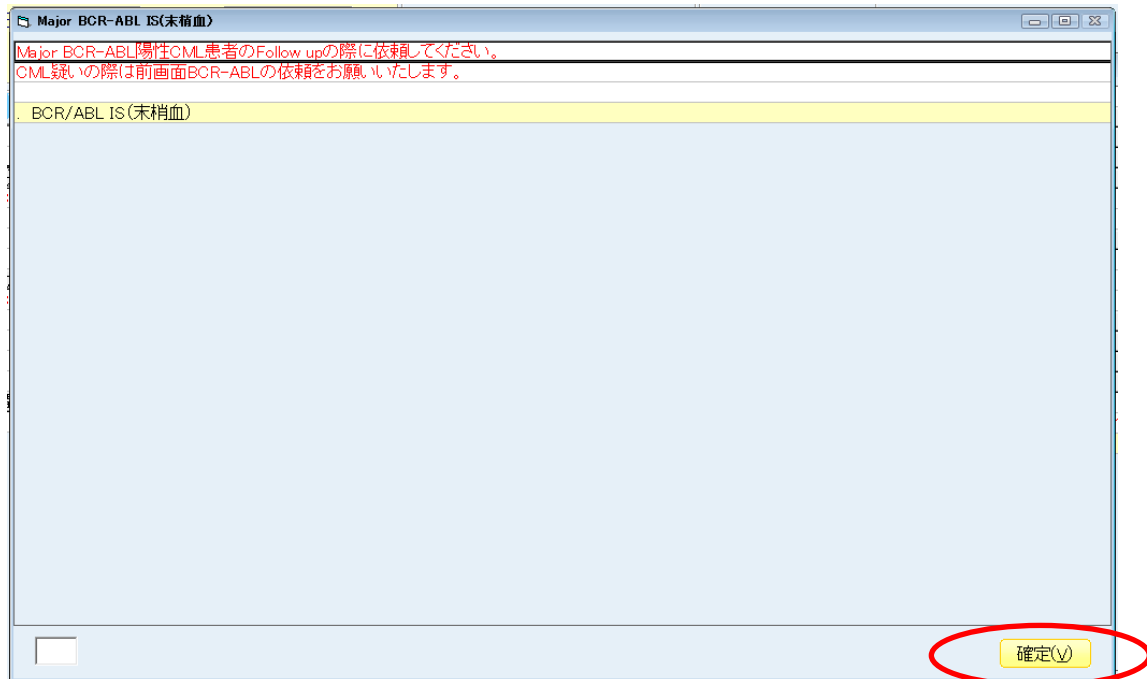 Major BCR-ABL IS(末梢血)
Major BCR-ABL陽性CML患者のFollow upの際に依頼してください。
CML疑いの際は前画面BCR-ABLの依頼をお願いいたします。
. BCR/ABL IS(末梢血)
確定(V)